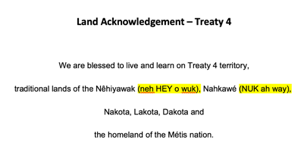 Land Acknowledgement – Treaty 4
We are blessed to live and learn on Treaty 4 territory,
traditional lands of the Nêhiyawak (neh HEY o wuk), Nahkawé (NUK ah way),
Nakota, Lakota, Dakota and
the homeland of the Métis nation.